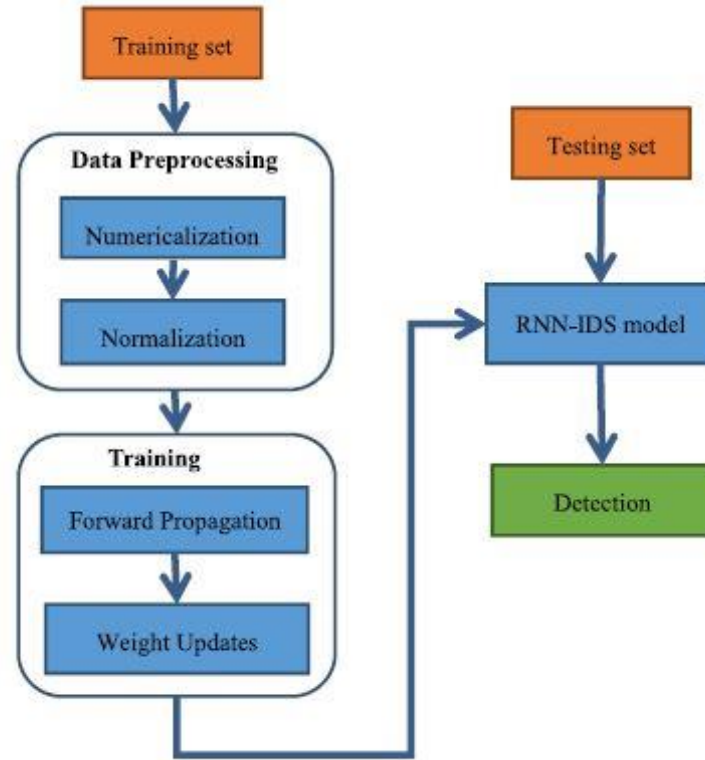 Training set
Data Preprocessing
Numericalization
Normalization
Training
Forward Propagation
Weight Updates
Testing set
RNN-IDS model
Detection